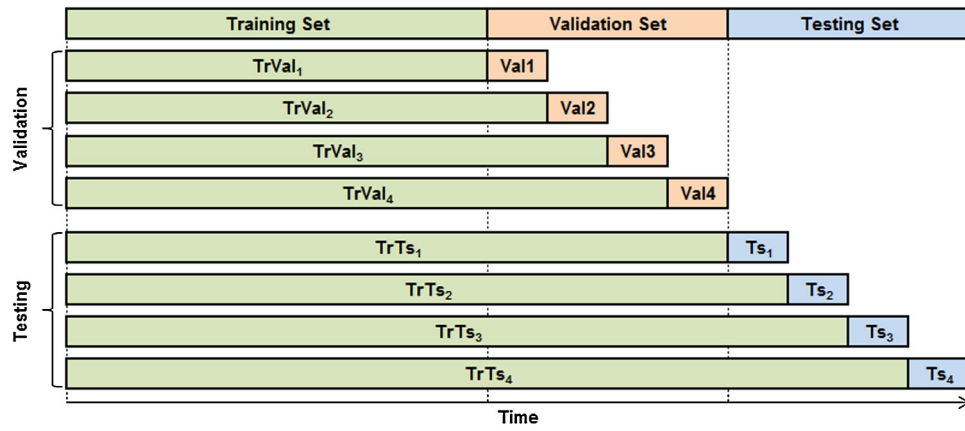 Training Set Validation Set Testing Set
Validation
TrVal₁ Val1
TrVal₂ Val2
TrVal₃ Val3
TrVal₄ Val4
Testing
TrTs₁ Ts₁
TrTs₂ Ts₂
TrTs₃ Ts₃
TrTs₄ Ts₄
Time